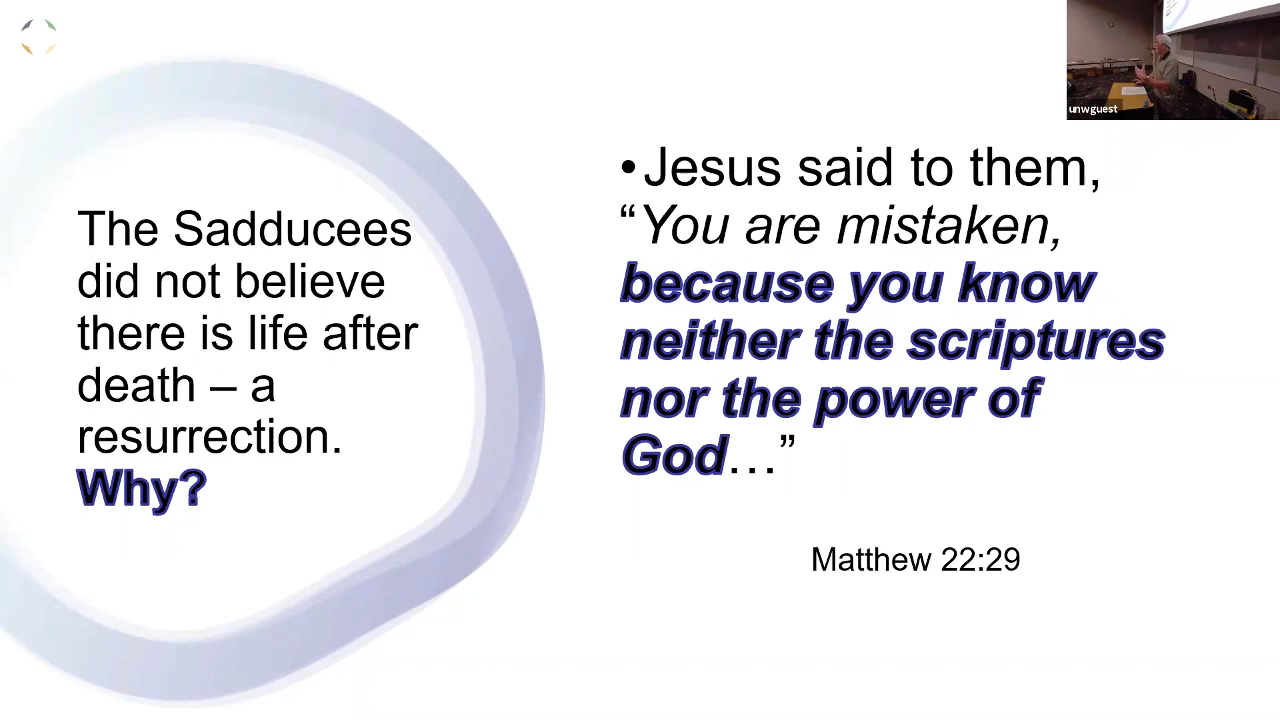 The Sadducees
did not believe
there is life after
death – a
resurrection.
Why?
•Jesus said to them,
“You are mistaken,
because you know
neither the scriptures
nor the power of
God…”
Matthew 22:29
unwguest